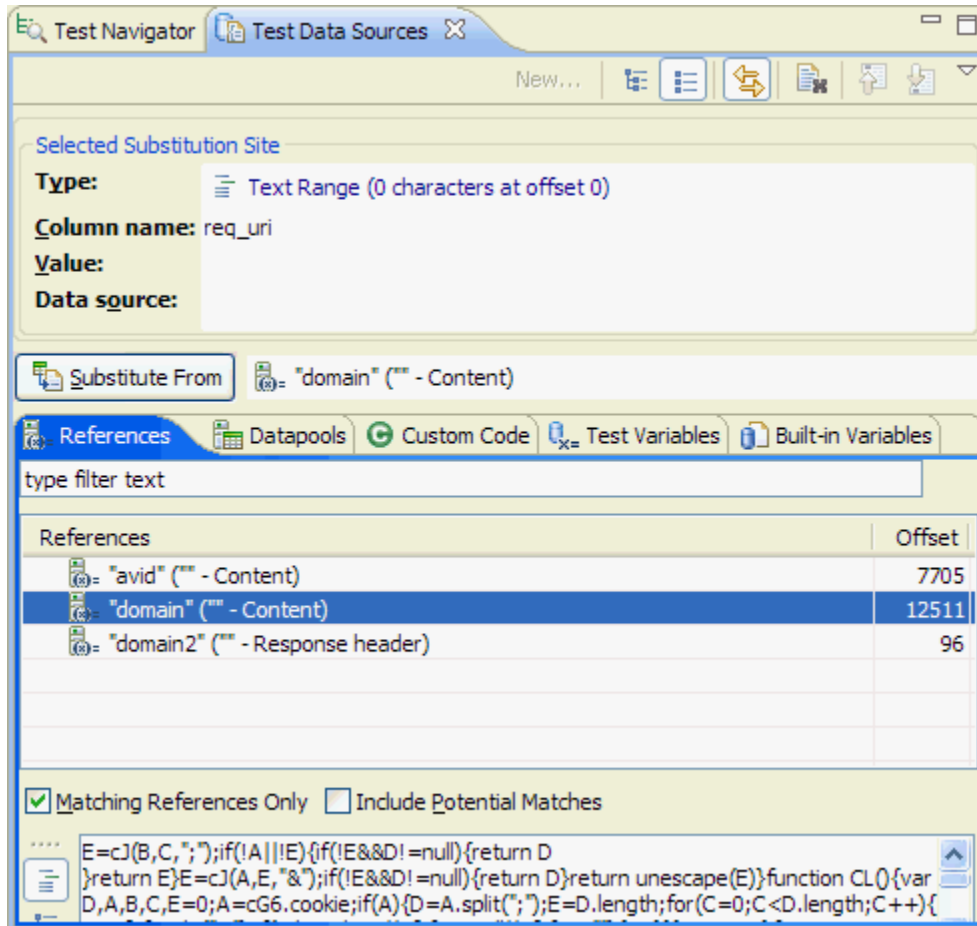 Test Navigator Test Data Sources
New...
Selected Substitution Site
Type: Text Range (0 characters at offset 0)
Column name: req_uri
Value:
Data source:
Substitute From "domain" ("" - Content)
References Datapools Custom Code Test Variables Built-in Variables
type filter text
References Offset
"avid" ("" - Content) 7705
"domain" ("" - Content) 12511
"domain2" ("" - Response header) 96
Matching References Only Include Potential Matches
E=cJ(B,C,";");if(!A||!E){if(!E&&D!=null){return D
}return E}E=cJ(A,E,"&");if(!E&&D!=null){return D}return unescape(E)}function CL(){var
D,A,B,C,E=0;A=cG6.cookie;if(A){D=A.split(";");E=D.length;for(C=0;C<D.length;C++){